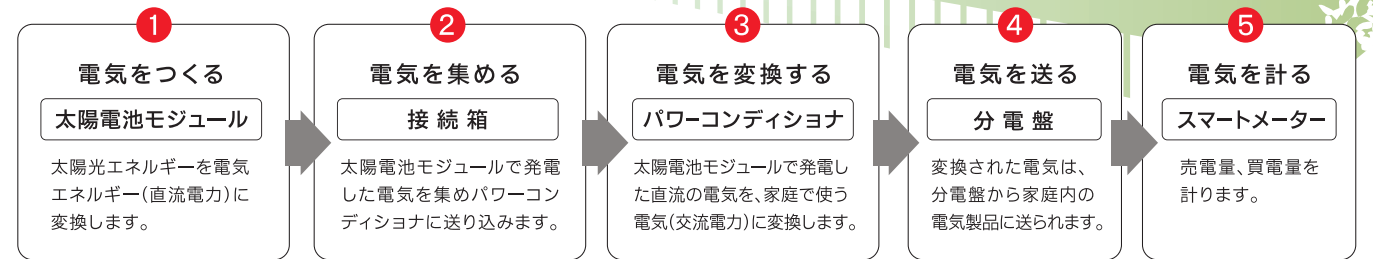 1
電気をつくる
太陽電池モジュール
太陽光エネルギーを電気
エネルギー(直流電力)に
変換します。
2
電気を集める
接続箱
太陽電池モジュールで発電
した電気を集めパワーコン
ディショナに送り込みます。
3
電気を変換する
パワーコンディショナ
太陽電池モジュールで発電し
た直流の電気を、家庭で使う
電気(交流電力)に変換します。
4
電気を送る
分電盤
変換された電気は、
分電盤から家庭内の
電気製品に送られます。
5
電気を計る
スマートメーター
売電量、買電量を
計ります。